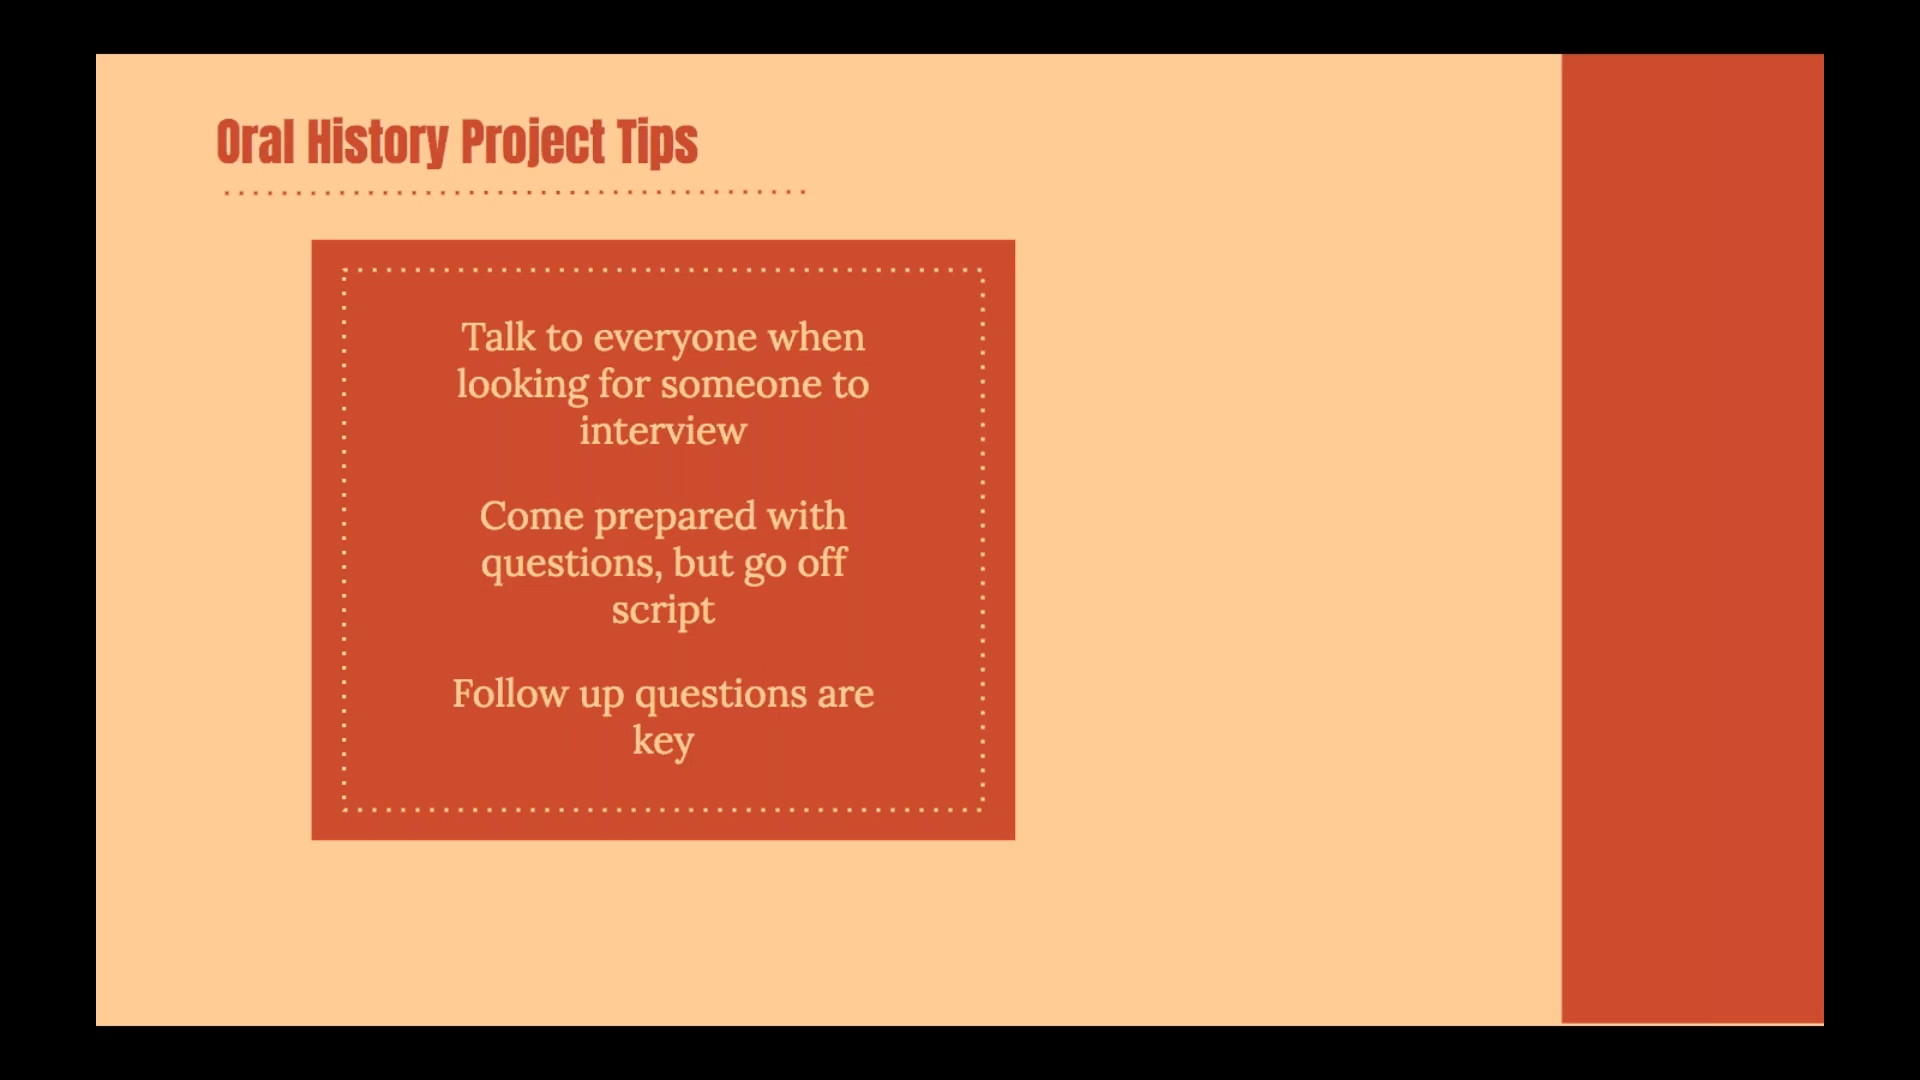 Oral History Project Tips
Talk to everyone when
looking for someone to
interview
Come prepared with
questions, but go off
script
Follow up questions are
key